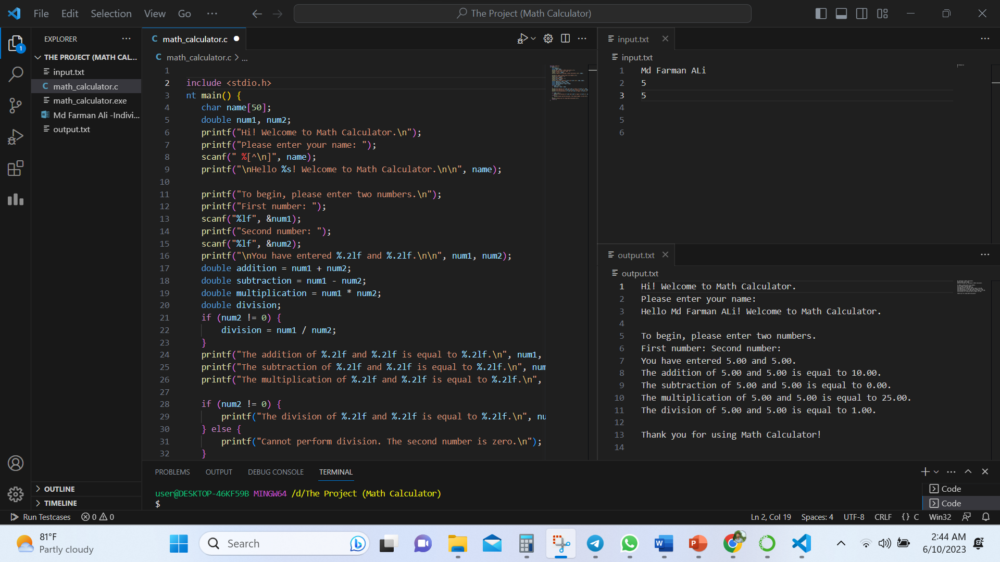 File Edit Selection View Go ··· The Project (Math Calculator)
EXPLORER ···
1
THE PROJECT (MATH CAL...
input.txt
math_calculator.c
math_calculator.exe
Md Farman Ali -Indivi...
output.txt
OUTLINE
TIMELINE
C math_calculator.c
C math_calculator.c > ...
1
2 include <stdio.h>
3 nt main() {
4 char name[50];
5 double num1, num2;
6 printf("Hi! Welcome to Math Calculator.\n");
7 printf("Please enter your name: ");
8 scanf(" %[^\n]", name);
9 printf("\nHello %s! Welcome to Math Calculator.\n\n", name);
10
11 printf("To begin, please enter two numbers.\n");
12 printf("First number: ");
13 scanf("%lf", &num1);
14 printf("Second number: ");
15 scanf("%lf", &num2);
16 printf("\nYou have entered %.2lf and %.2lf.\n\n", num1, num2);
17 double addition = num1 + num2;
18 double subtraction = num1 - num2;
19 double multiplication = num1 * num2;
20 double division;
21 if (num2 != 0) {
22 division = num1 / num2;
23 }
24 printf("The addition of %.2lf and %.2lf is equal to %.2lf.\n", num1,
25 printf("The subtraction of %.2lf and %.2lf is equal to %.2lf.\n", num
26 printf("The multiplication of %.2lf and %.2lf is equal to %.2lf.\n",
27
28 if (num2 != 0) {
29 printf("The division of %.2lf and %.2lf is equal to %.2lf.\n", nu
30 } else {
31 printf("Cannot perform division. The second number is zero.\n");
32 }
input.txt
input.txt
1 Md Farman ALi
2 5
3 5
4
5
6
output.txt
output.txt
1 Hi! Welcome to Math Calculator.
2 Please enter your name:
3 Hello Md Farman ALi! Welcome to Math Calculator.
4
5 To begin, please enter two numbers.
6 First number: Second number:
7 You have entered 5.00 and 5.00.
8 The addition of 5.00 and 5.00 is equal to 10.00.
9 The subtraction of 5.00 and 5.00 is equal to 0.00.
10 The multiplication of 5.00 and 5.00 is equal to 25.00.
11 The division of 5.00 and 5.00 is equal to 1.00.
12
13 Thank you for using Math Calculator!
14
PROBLEMS OUTPUT DEBUG CONSOLE TERMINAL
user@DESKTOP-46KF59B MINGW64 /d/The Project (Math Calculator)
$
Code
Code
Run Testcases 0 0 Ln 2, Col 19 Spaces: 4 UTF-8 CRLF {} C Win32
81°F
Partly cloudy
Search
W P
2:44 AM
6/10/2023